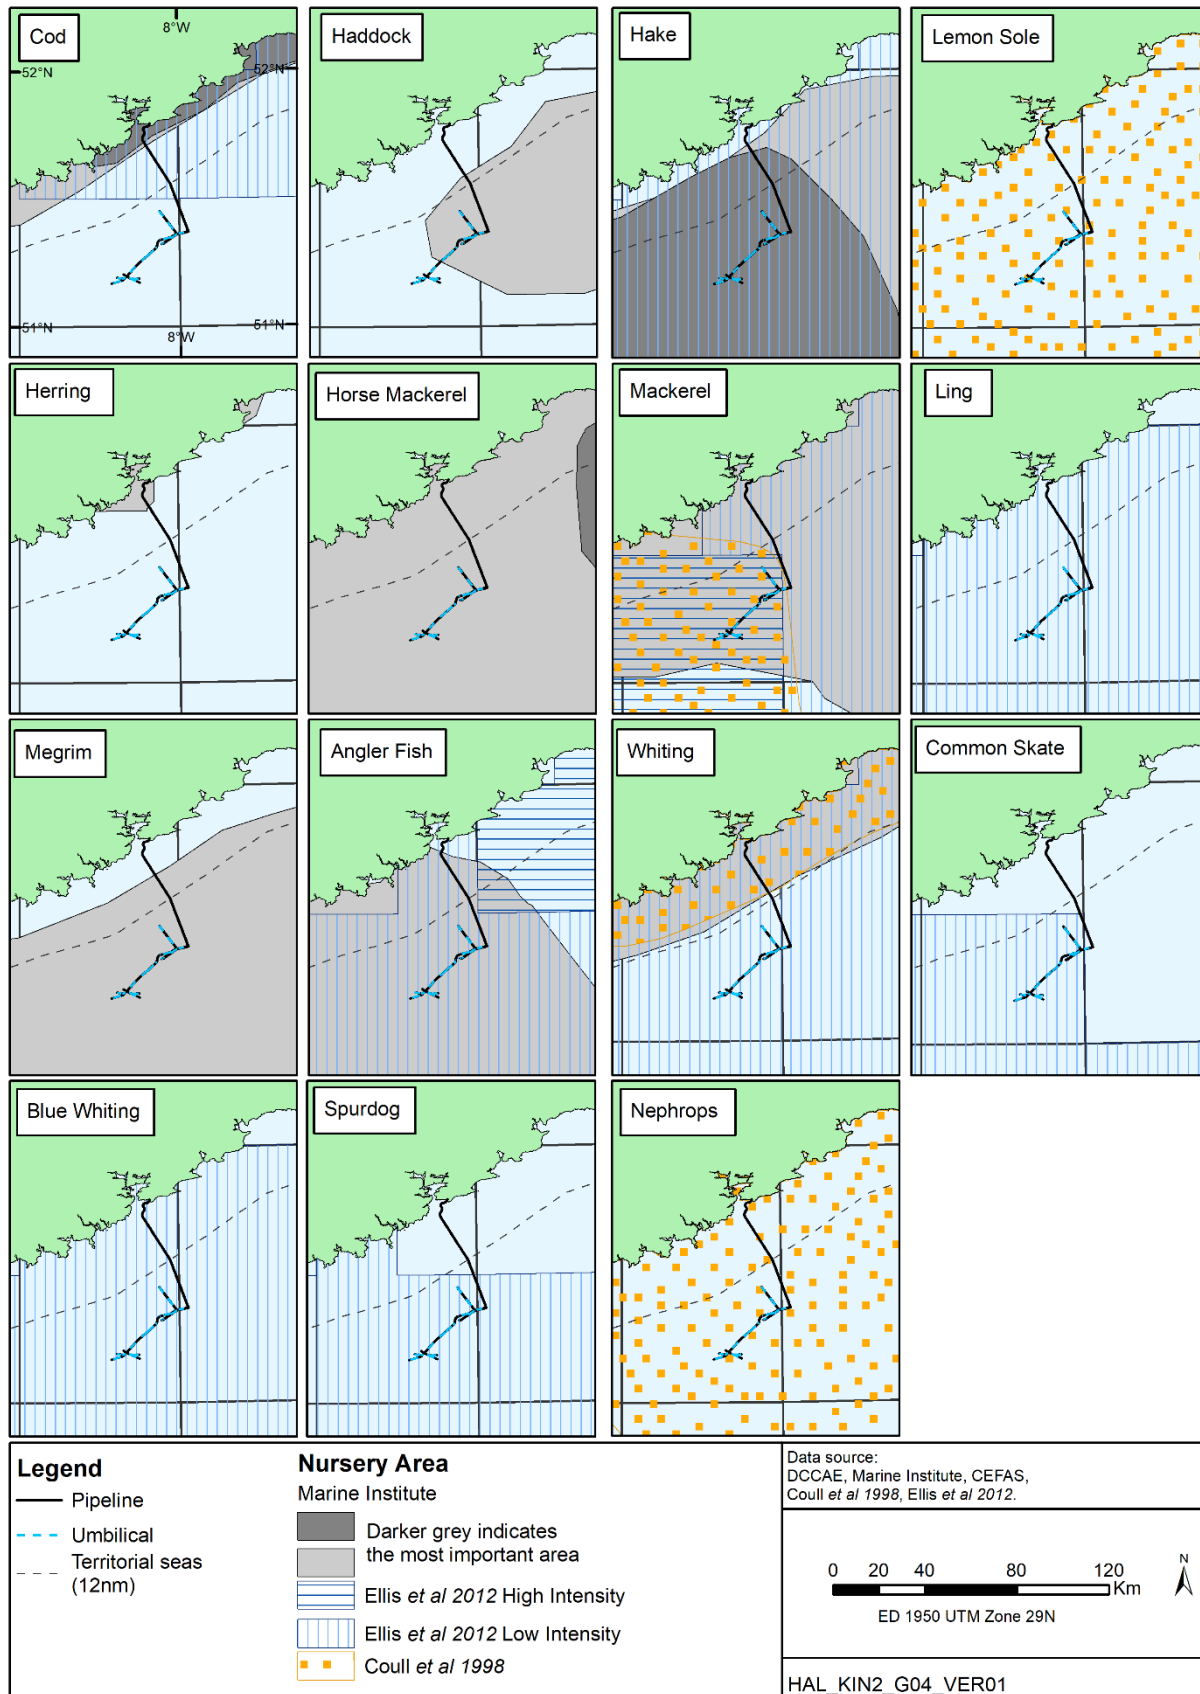 Cod
8°W
52°N
52°N
51°N
51°N
8°W
Haddock
Hake
Lemon Sole
Herring
Horse Mackerel
Mackerel
Ling
Megrim
Angler Fish
Whiting
Common Skate
Blue Whiting
Spurdog
Nephrops
Legend
Pipeline
Umbilical
Territorial seas
(12nm)
Nursery Area
Marine Institute
Darker grey indicates
the most important area
Ellis et al 2012 High Intensity
Ellis et al 2012 Low Intensity
Coull et al 1998
Data source:
DCCAE, Marine Institute, CEFAS,
Coull et al 1998, Ellis et al 2012.
0 20 40 80 120
Km
N
ED 1950 UTM Zone 29N
HAL_KIN2_G04_VER01